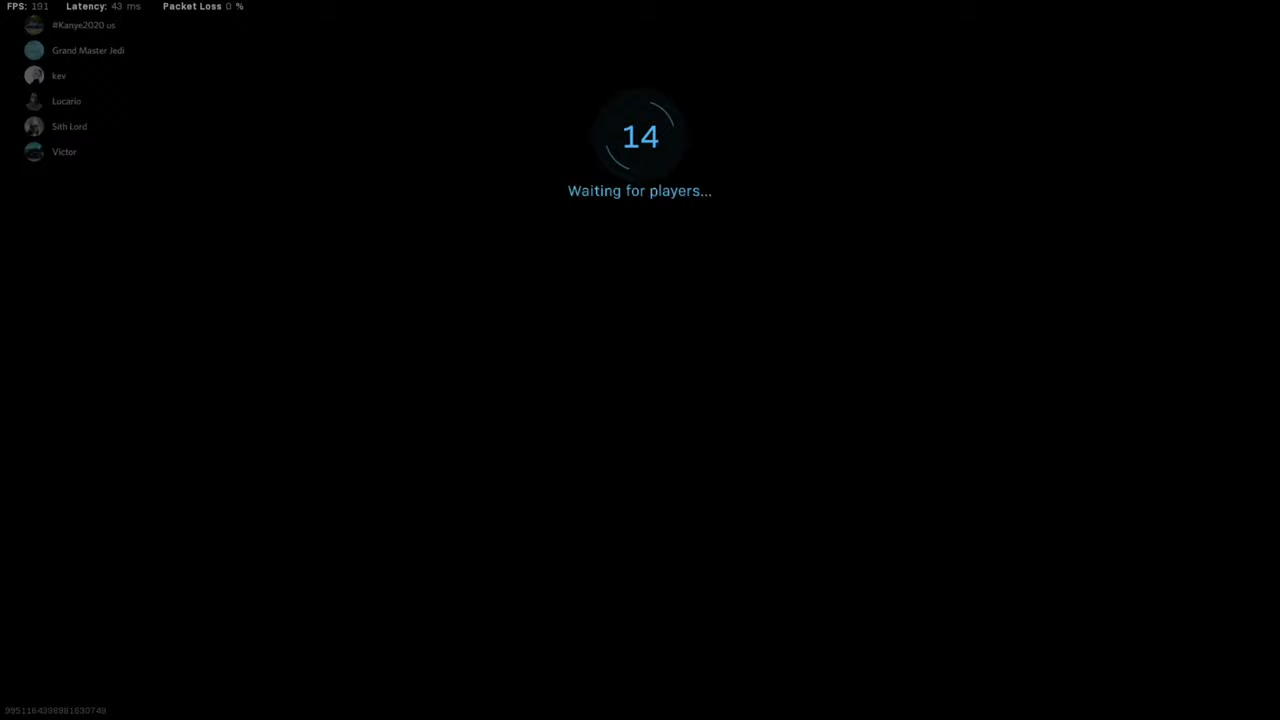 FPS: 191 Latency: 43 ms Packet Loss 0 %
#Kanye2020 us
Grand Master Jedi
kev
Lucario
Sith Lord
Victor
14
Waiting for players...